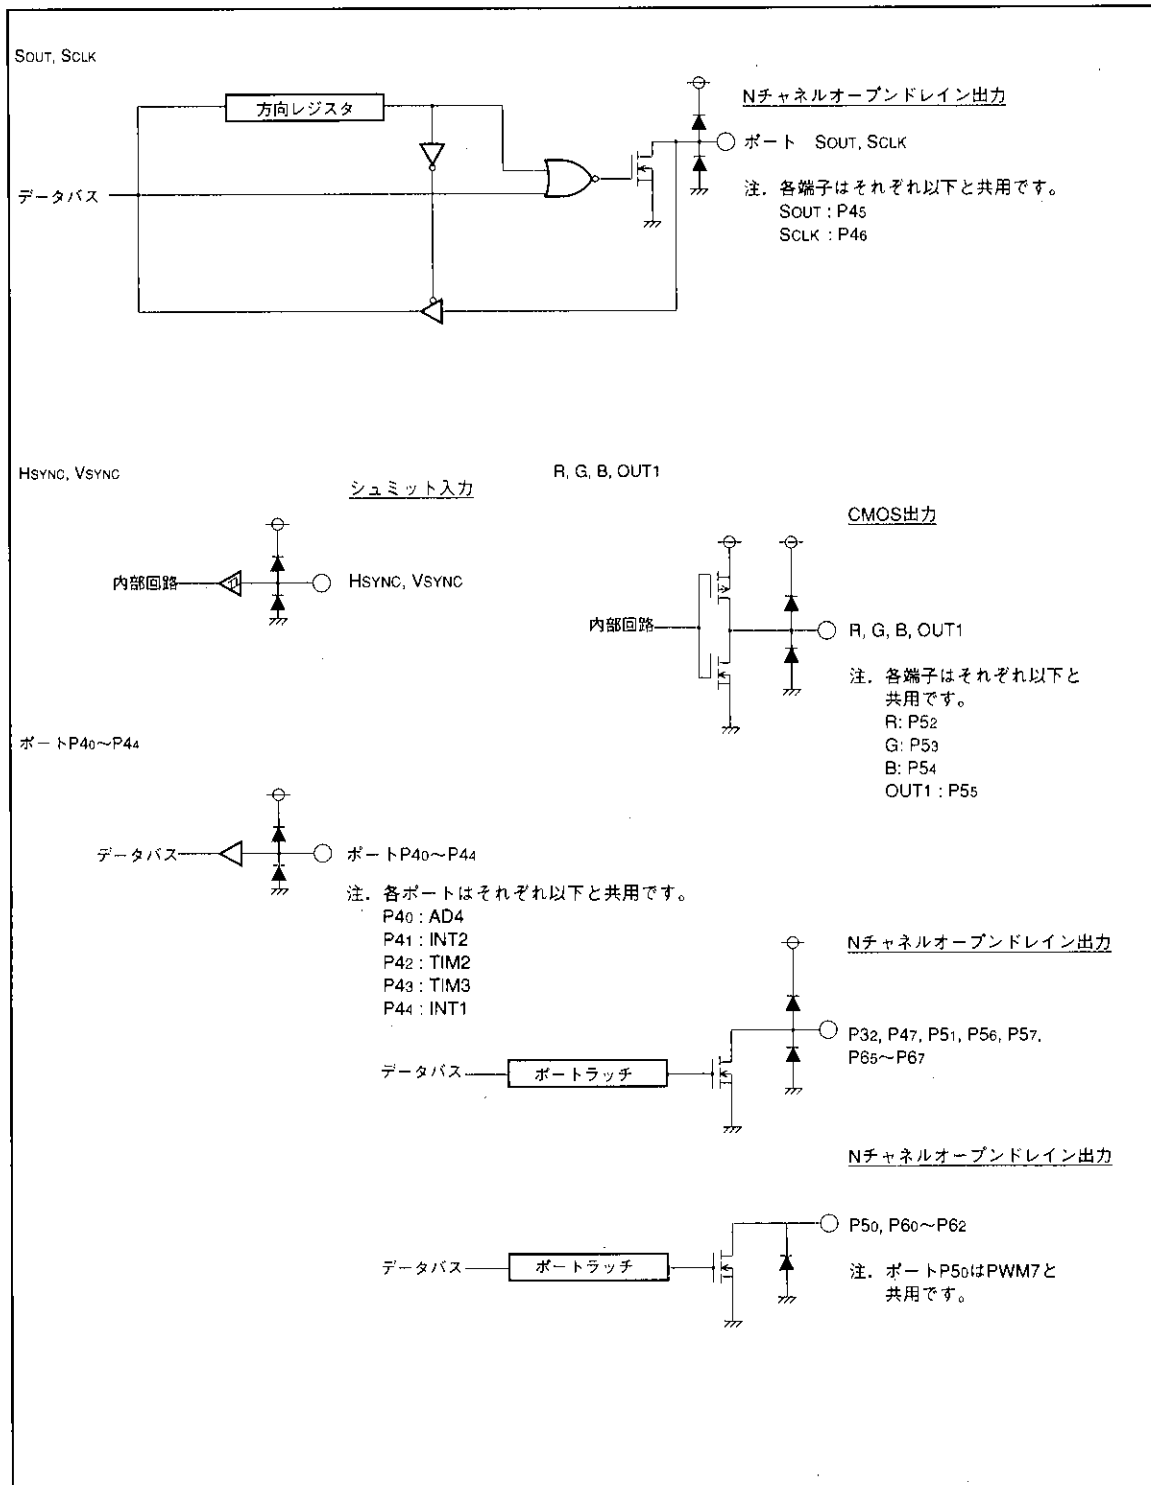 SOUT, SCLK
方向レジスタ
データバス
Nチャネルオープンドレイン出力
ポート SOUT, SCLK
注. 各端子はそれぞれ以下と共用です。
SOUT : P45
SCLK : P46
HSYNC, VSYNC
シュミット入力
内部回路
HSYNC, VSYNC
R, G, B, OUT1
CMOS出力
内部回路
R, G, B, OUT1
注. 各端子はそれぞれ以下と
共用です。
R: P52
G: P53
B: P54
OUT1 : P55
ポートP40〜P44
データバス
ポートP40〜P44
注. 各ポートはそれぞれ以下と共用です。
P40 : AD4
P41 : INT2
P42 : TIM2
P43 : TIM3
P44 : INT1
Nチャネルオープンドレイン出力
データバス
ポートラッチ
P32, P47, P51, P56, P57,
P65〜P67
Nチャネルオープンドレイン出力
データバス
ポートラッチ
P50, P60〜P62
注. ポートP50はPWM7と
共用です。